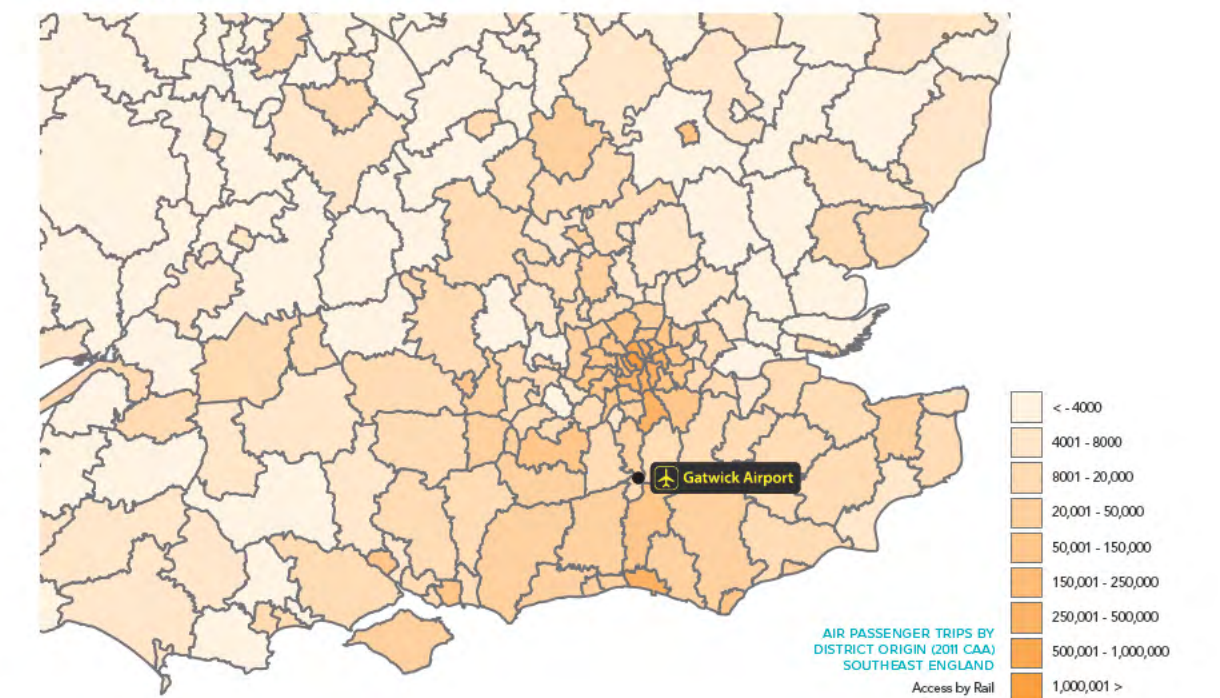 Gatwick Airport
< - 4000
4001 - 8000
8001 - 20,000
20,001 - 50,000
50,001 - 150,000
150,001 - 250,000
250,001 - 500,000
500,001 - 1,000,000
1,000,001 >
AIR PASSENGER TRIPS BY
DISTRICT ORIGIN (2011 CAA)
SOUTHEAST ENGLAND
Access by Rail